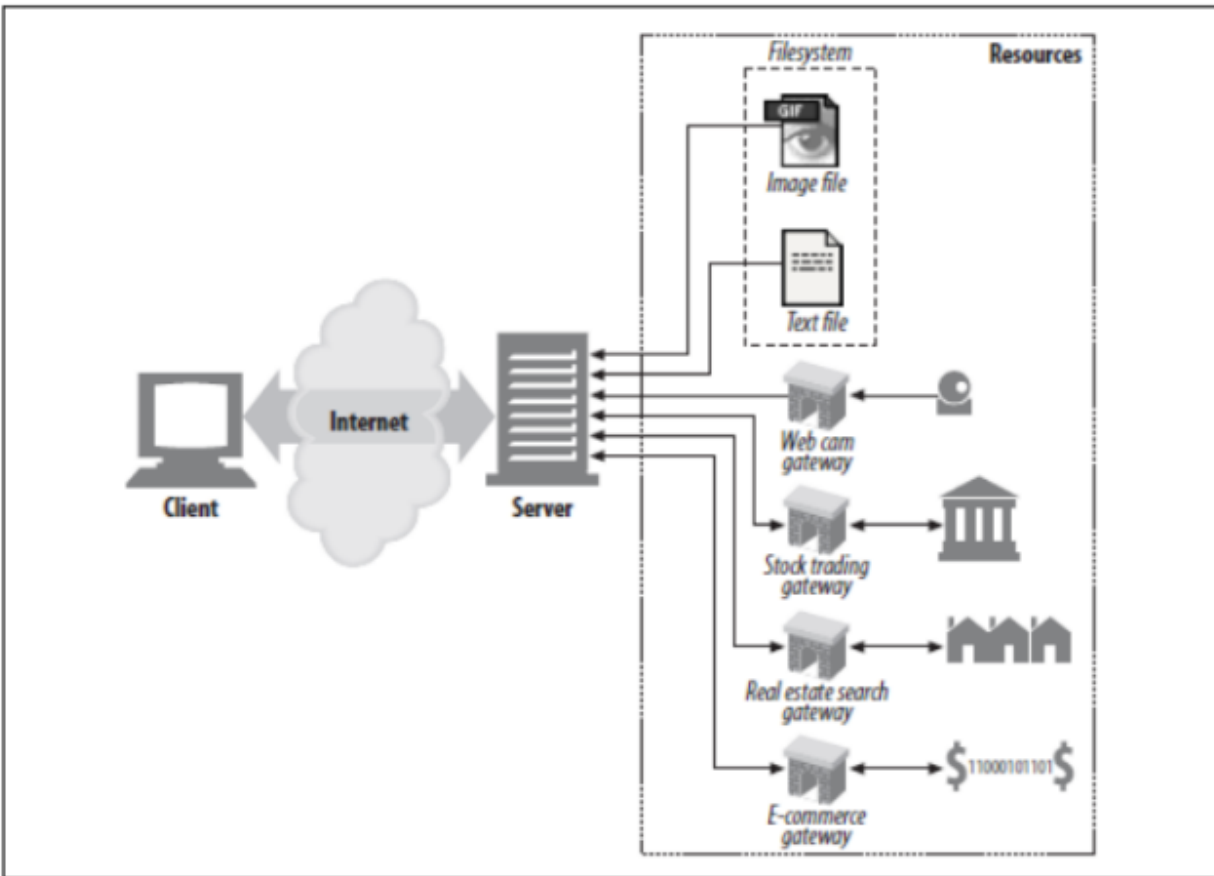 Filesystem
Resources
GIF
Image file
Text file
Internet
Client
Server
Web cam
gateway
Stock trading
gateway
Real estate search
gateway
$11000101101$
E-commerce
gateway